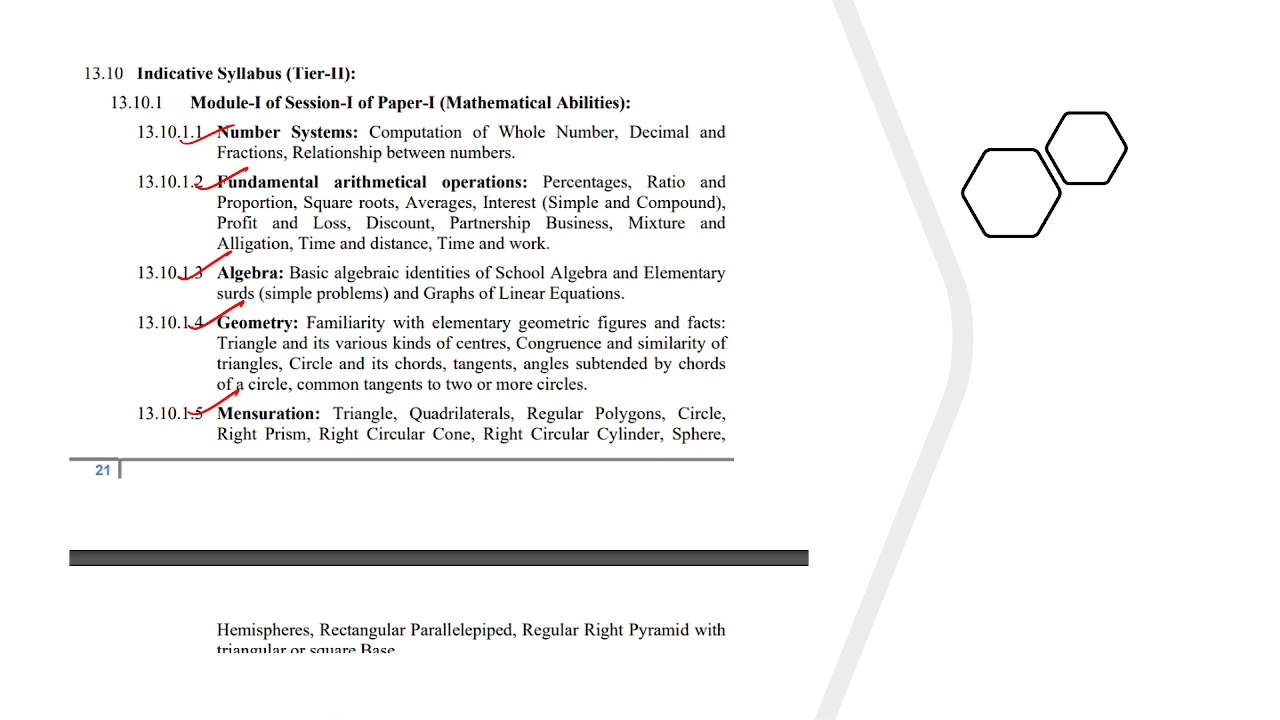 13.10 Indicative Syllabus (Tier-II):
13.10.1 Module-I of Session-I of Paper-I (Mathematical Abilities):
13.10.1.1 Number Systems: Computation of Whole Number, Decimal and
Fractions, Relationship between numbers.
13.10.1.2 Fundamental arithmetical operations: Percentages, Ratio and
Proportion, Square roots, Averages, Interest (Simple and Compound),
Profit and Loss, Discount, Partnership Business, Mixture and
Alligation, Time and distance, Time and work.
13.10.1.3 Algebra: Basic algebraic identities of School Algebra and Elementary
surds (simple problems) and Graphs of Linear Equations.
13.10.1.4 Geometry: Familiarity with elementary geometric figures and facts:
Triangle and its various kinds of centres, Congruence and similarity of
triangles, Circle and its chords, tangents, angles subtended by chords
of a circle, common tangents to two or more circles.
13.10.1.5 Mensuration: Triangle, Quadrilaterals, Regular Polygons, Circle,
Right Prism, Right Circular Cone, Right Circular Cylinder, Sphere,
21
Hemispheres, Rectangular Parallelepiped, Regular Right Pyramid with
triangular or square Base